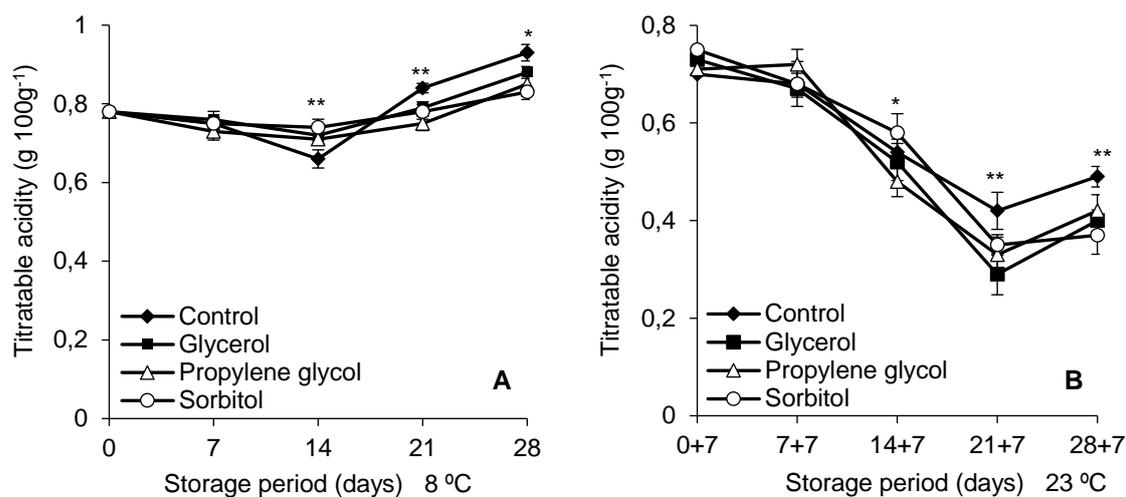 Titratable acidity (g 100g⁻¹)
1
0,8
0,6
0,4
0,2
0
**
**
*
Control
Glycerol
Propylene glycol
Sorbitol
A
0
7
14
21
28
Storage period (days) 8 ºC
Titratable acidity (g 100g⁻¹)
0,8
0,6
0,4
0,2
0
*
**
**
Control
Glycerol
Propylene glycol
Sorbitol
B
0+7
7+7
14+7
21+7
28+7
Storage period (days) 23 ºC